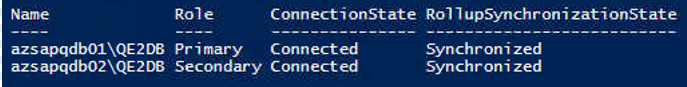 Name Role ConnectionState RollupSynchronizationState
---- ---- --------------- --------------------------
azsapqdb01\QE2DB Primary Connected Synchronized
azsapqdb02\QE2DB Secondary Connected Synchronized